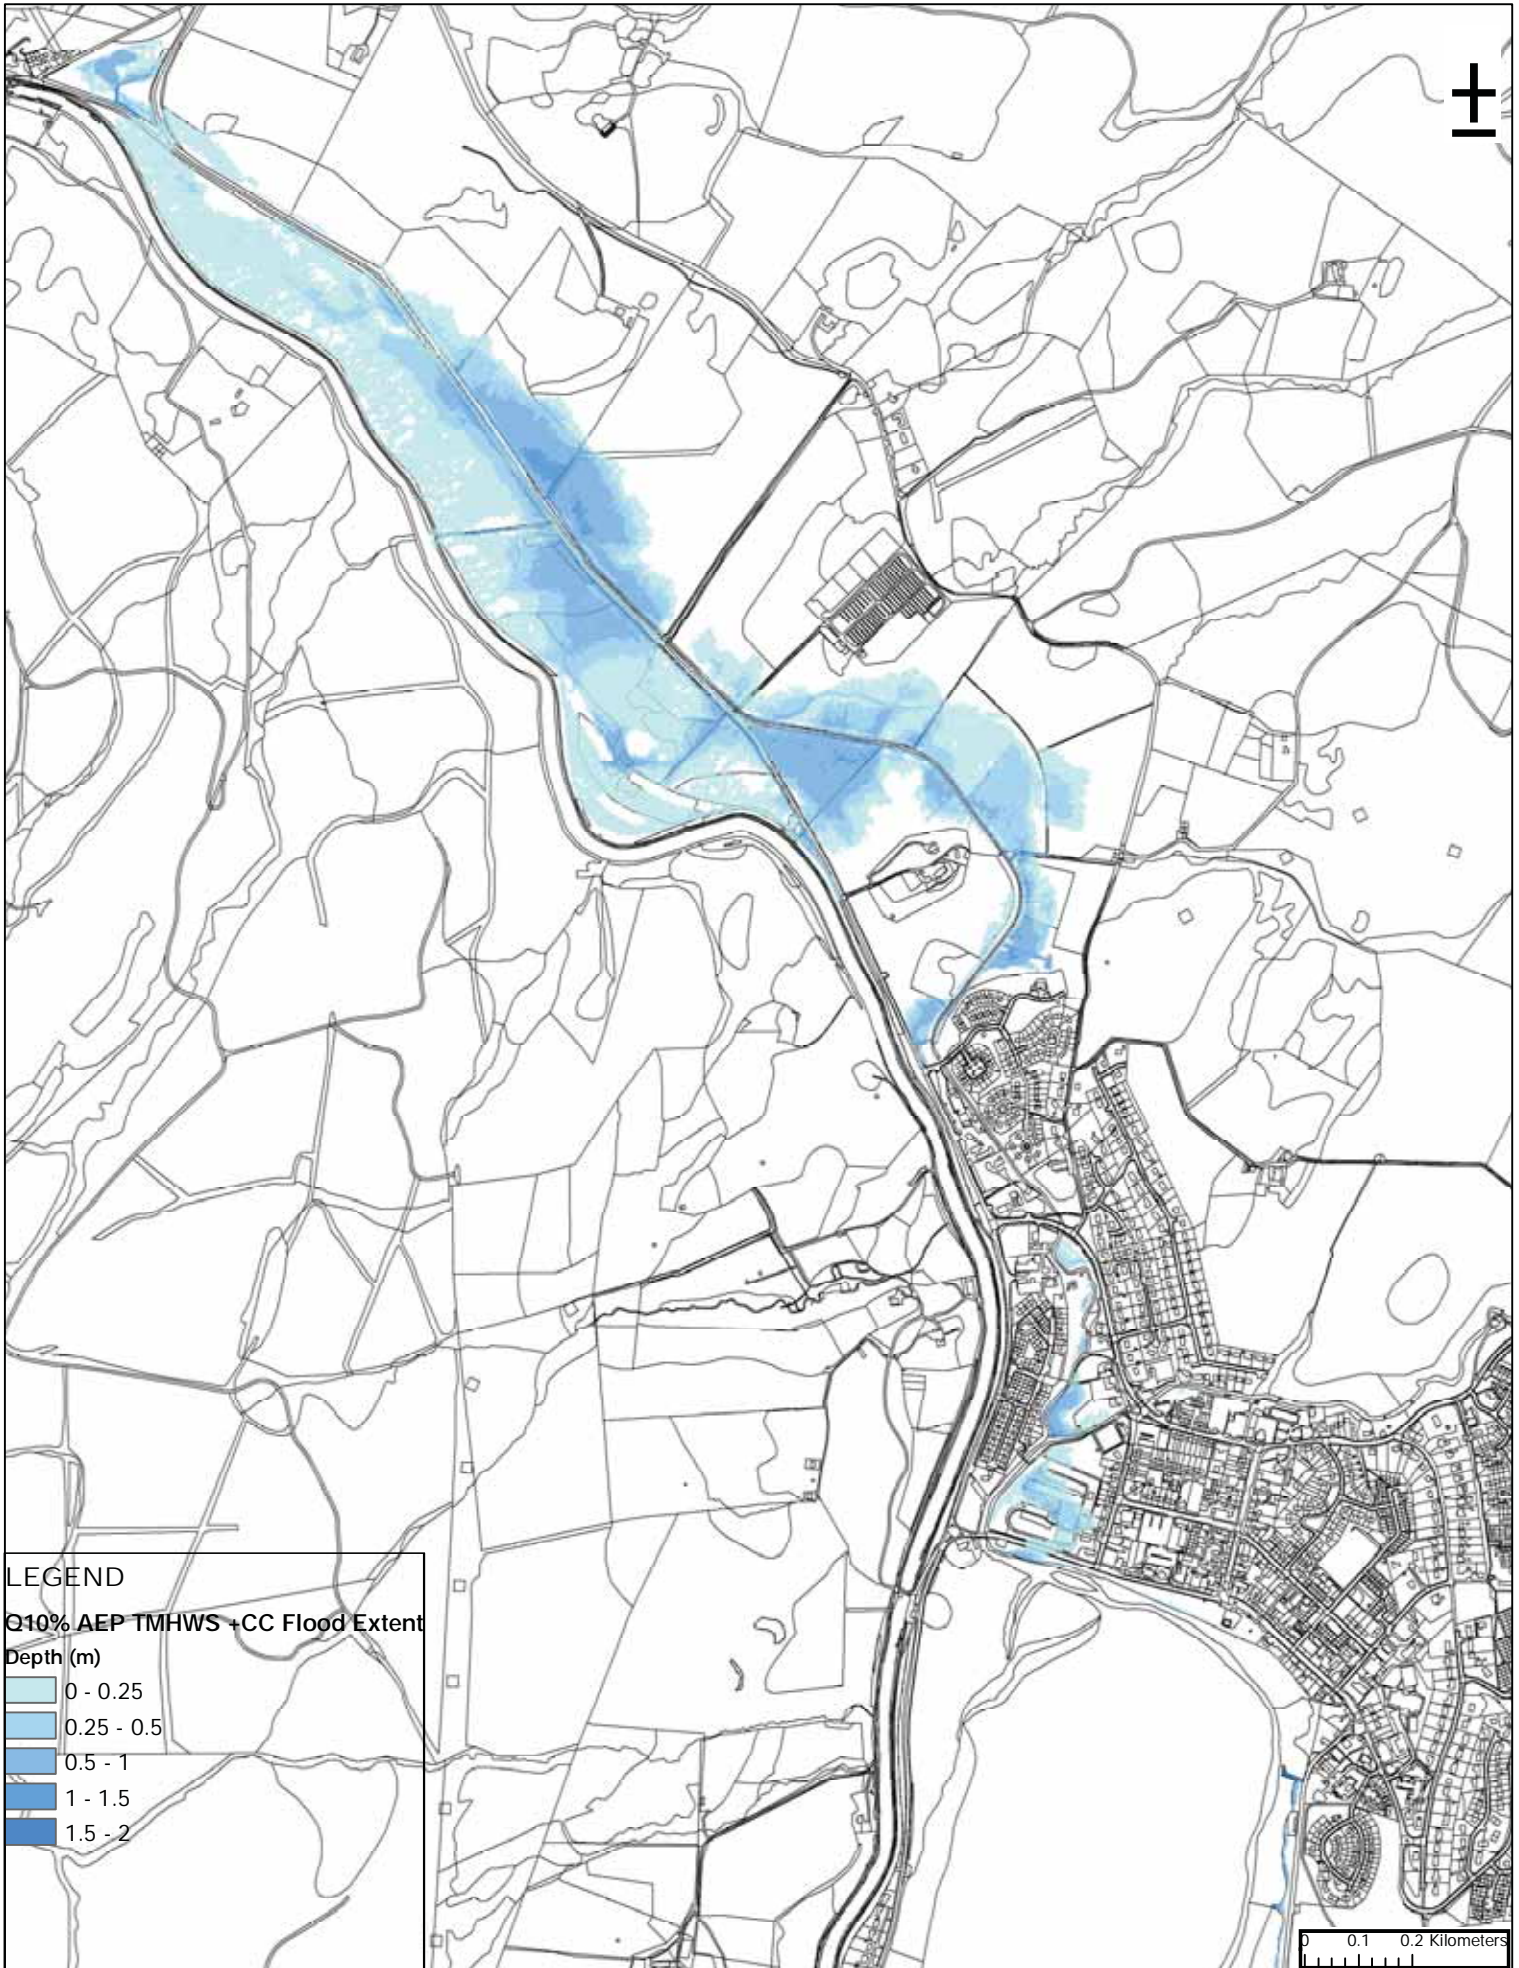 LEGEND
Q10% AEP TMHWS +CC Flood Extent
Depth (m)
0 - 0.25
0.25 - 0.5
0.5 - 1
1 - 1.5
1.5 - 2
0 0.1 0.2 Kilometers